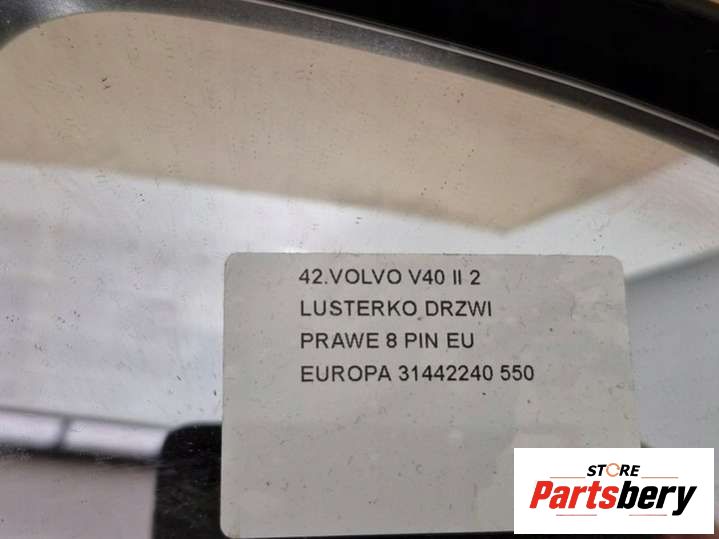 42.VOLVO V40 II 2
LUSTERKO DRZWI
PRAWE 8 PIN EU
EUROPA 31442240 550
STORE
Partsbery